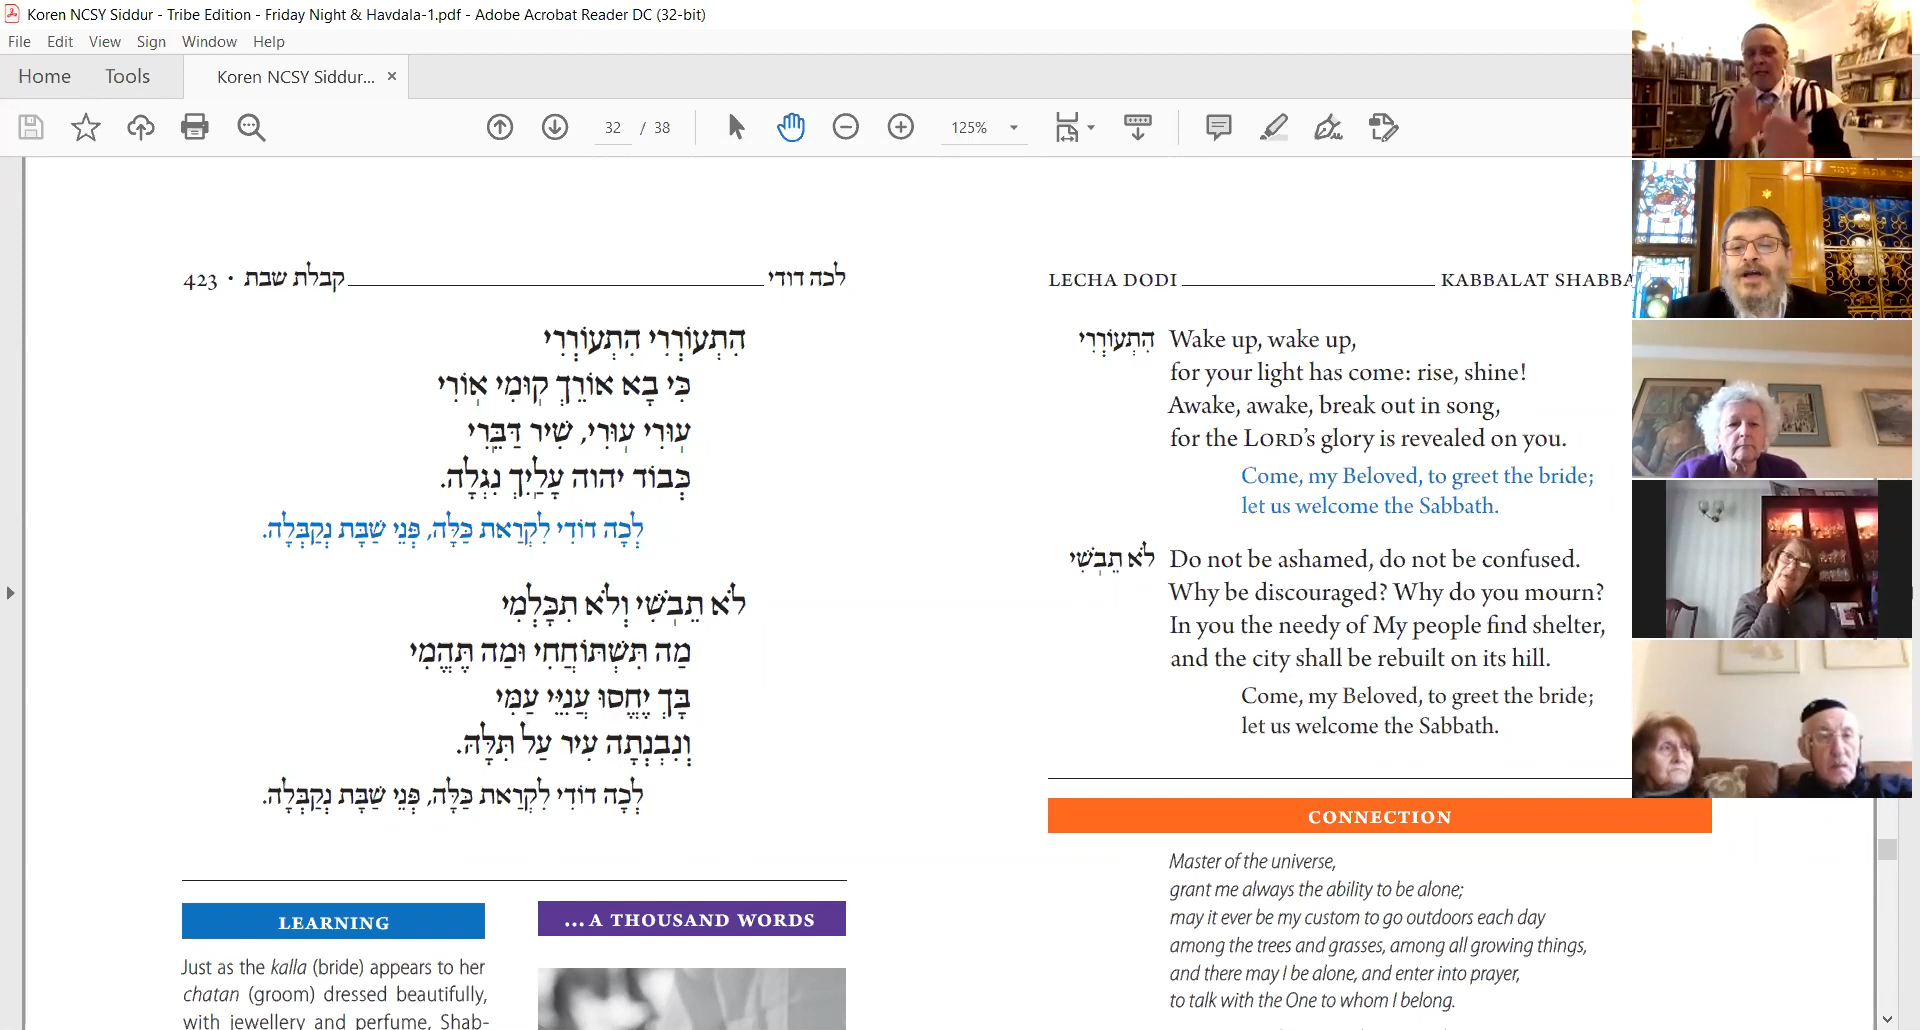 Koren NCSY Siddur - Tribe Edition - Friday Night & Havdala-1.pdf - Adobe Acrobat Reader DC (32-bit)
File Edit View Sign Window Help
Home Tools Koren NCSY Siddur... ×
32 / 38 125%
קבלת שבת · 423 לכה דודי
הִתְעוֹרְרִי הִתְעוֹרְרִי
כִּי בָא אוֹרֵךְ קוּמִי אוֹרִי
עוּרִי עוּרִי, שִׁיר דַּבֵּרִי
כְּבוֹד יהוה עָלַיִךְ נִגְלָה.
לְכָה דוֹדִי לִקְרַאת כַּלָּה, פְּנֵי שַׁבָּת נְקַבְּלָה.
לֹא תֵבֽשִׁי וְלֹא תִכָּלְמִי
מַה תִּשְׁתּוֹחֲחִי וּמַה תֶּהֱמִי
בָּךְ יֶחֱסוּ עֲנִיֵּי עַמִּי
וְנִבְנְתָה עִיר עַל תִּלָּהּ.
לְכָה דוֹדִי לִקְרַאת כַּלָּה, פְּנֵי שַׁבָּת נְקַבְּלָה.
LEARNING
Just as the kalla (bride) appears to her
chatan (groom) dressed beautifully,
with jewellery and perfume, Shab-
...A THOUSAND WORDS
LECHA DODI KABBALAT SHABBA
הִתְעוֹרְרִי Wake up, wake up,
for your light has come: rise, shine!
Awake, awake, break out in song,
for the LORD's glory is revealed on you.
Come, my Beloved, to greet the bride;
let us welcome the Sabbath.
לֹא תֵבֽשִׁי Do not be ashamed, do not be confused.
Why be discouraged? Why do you mourn?
In you the needy of My people find shelter,
and the city shall be rebuilt on its hill.
Come, my Beloved, to greet the bride;
let us welcome the Sabbath.
CONNECTION
Master of the universe,
grant me always the ability to be alone;
may it ever be my custom to go outdoors each day
among the trees and grasses, among all growing things,
and there may I be alone, and enter into prayer,
to talk with the One to whom I belong.